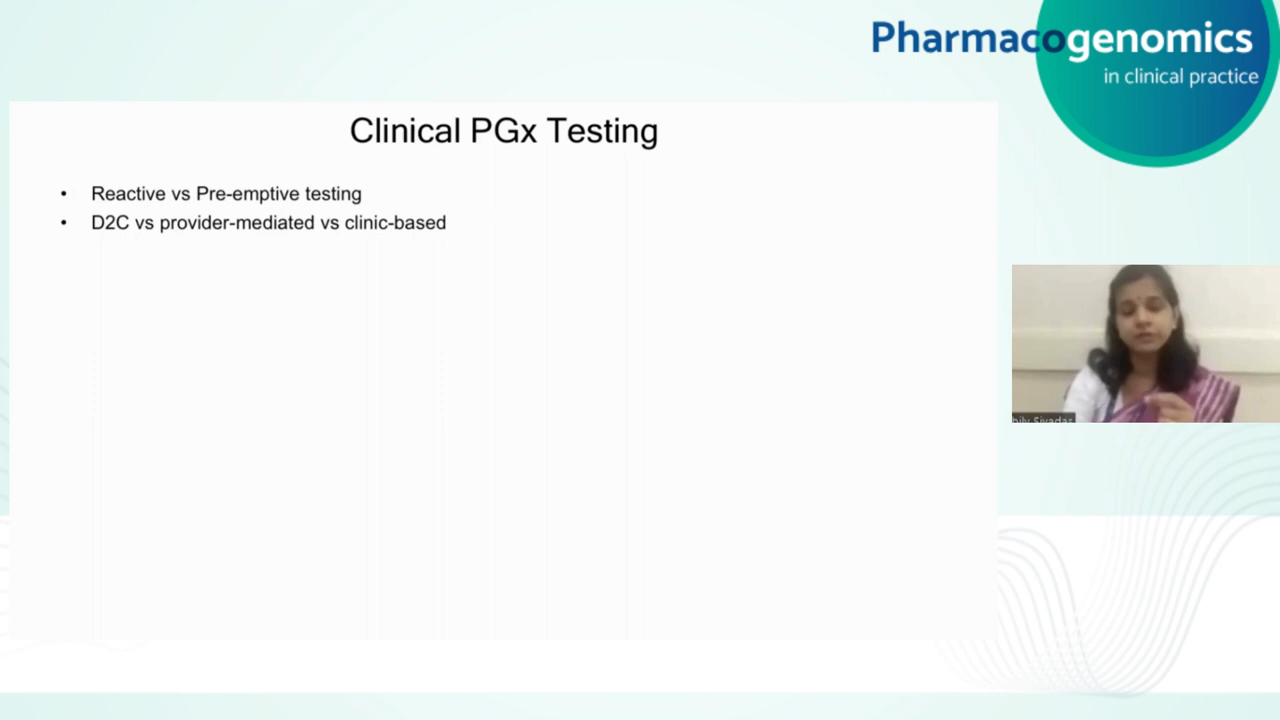 Pharmacogenomics
in clinical practice
Clinical PGx Testing
• Reactive vs Pre-emptive testing
• D2C vs provider-mediated vs clinic-based
Sivadas